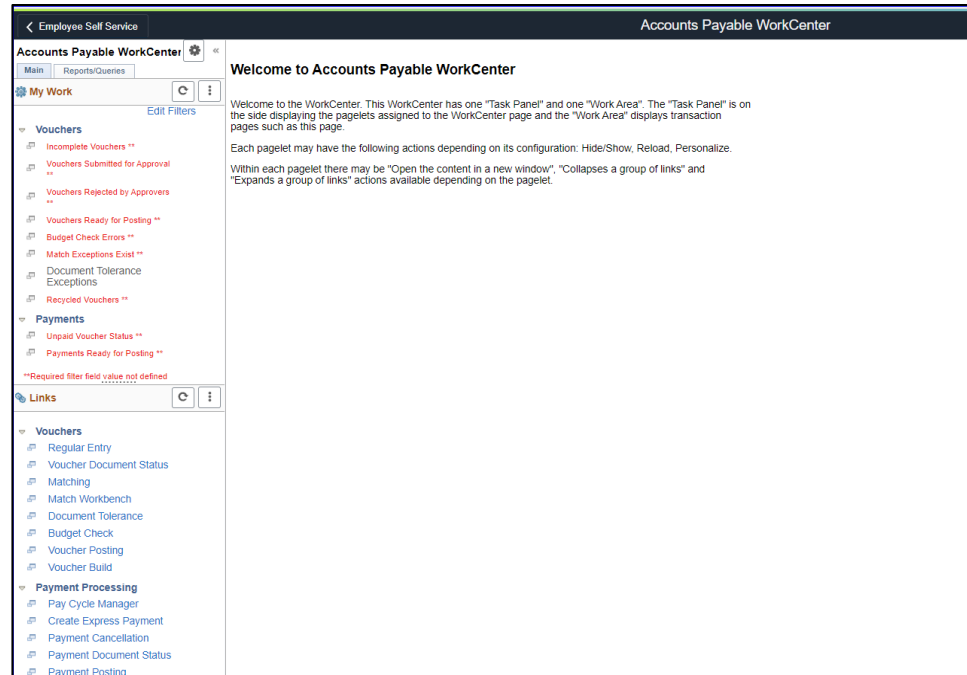 Employee Self Service
Accounts Payable WorkCenter
Accounts Payable WorkCenter
«
Main
Reports/Queries
My Work
Edit Filters
Vouchers
Incomplete Vouchers **
Vouchers Submitted for Approval
**
Vouchers Rejected by Approvers
**
Vouchers Ready for Posting **
Budget Check Errors **
Match Exceptions Exist **
Document Tolerance
Exceptions
Recycled Vouchers **
Payments
Unpaid Voucher Status **
Payments Ready for Posting **
**Required filter field value not defined
Links
Vouchers
Regular Entry
Voucher Document Status
Matching
Match Workbench
Document Tolerance
Budget Check
Voucher Posting
Voucher Build
Payment Processing
Pay Cycle Manager
Create Express Payment
Payment Cancellation
Payment Document Status
Payment Posting
Welcome to Accounts Payable WorkCenter
Welcome to the WorkCenter. This WorkCenter has one "Task Panel" and one "Work Area". The "Task Panel" is on
the side displaying the pagelets assigned to the WorkCenter page and the "Work Area" displays transaction
pages such as this page.
Each pagelet may have the following actions depending on its configuration: Hide/Show, Reload, Personalize.
Within each pagelet there may be "Open the content in a new window", "Collapses a group of links" and
"Expands a group of links" actions available depending on the pagelet.